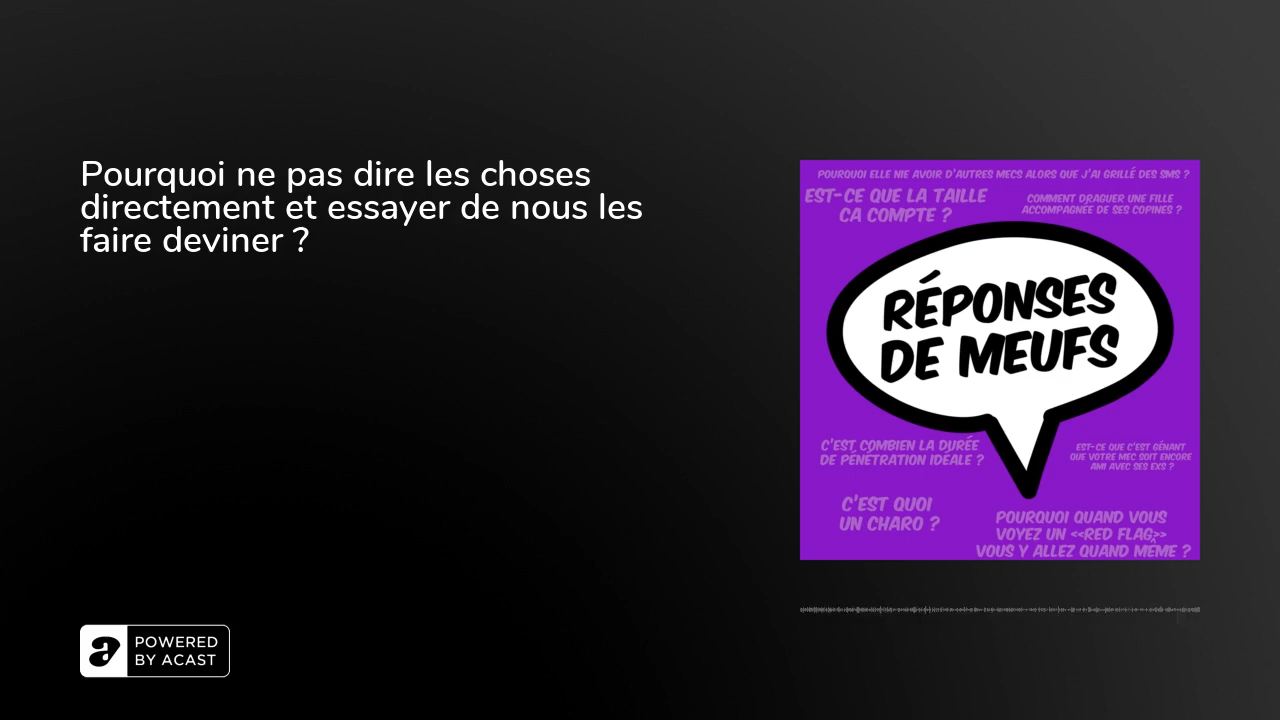 Pourquoi ne pas dire les choses
directement et essayer de nous les
faire deviner ?
POURQUOI ELLE NIE AVOIR D'AUTRES MECS ALORS QUE J'AI GRILLÉ DES SMS ?
EST-CE QUE LA TAILLE
CA COMPTE ?
COMMENT DRAGUER UNE FILLE
ACCOMPAGNÉE DE SES COPINES ?
RÉPONSES
DE MEUFS
C'EST COMBIEN LA DURÉE
DE PÉNÉTRATION IDÉALE ?
EST-CE QUE C'EST GÉNANT
QUE VOTRE MEC SOIT ENCORE
AMI AVEC SES EXS ?
C'EST QUOI
UN CHARO ?
POURQUOI QUAND VOUS
VOYEZ UN <<RED FLAG>>
VOUS Y ALLEZ QUAND MÊME ?
POWERED
BY ACAST